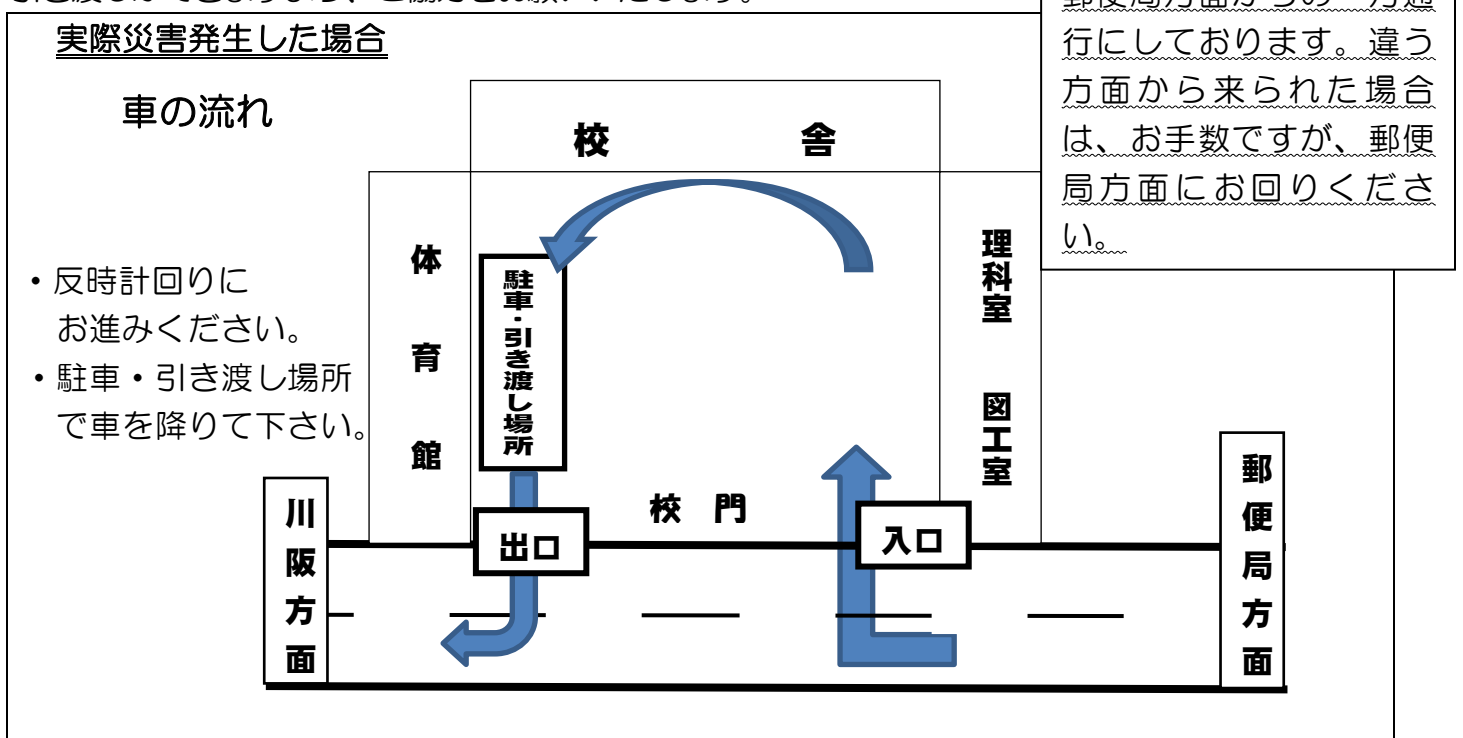 実際災害発生した場合
行にしております。違う
方面から来られた場合
は、お手数ですが、郵便
局方面にお回りくださ
い。
車の流れ
校 舎
・反時計回りに
お進みください。
・駐車・引き渡し場所
で車を降りて下さい。
体育館
駐車・引き渡し場所
理科室 図工室
校 門
出口
入口
川阪方面
郵便局方面